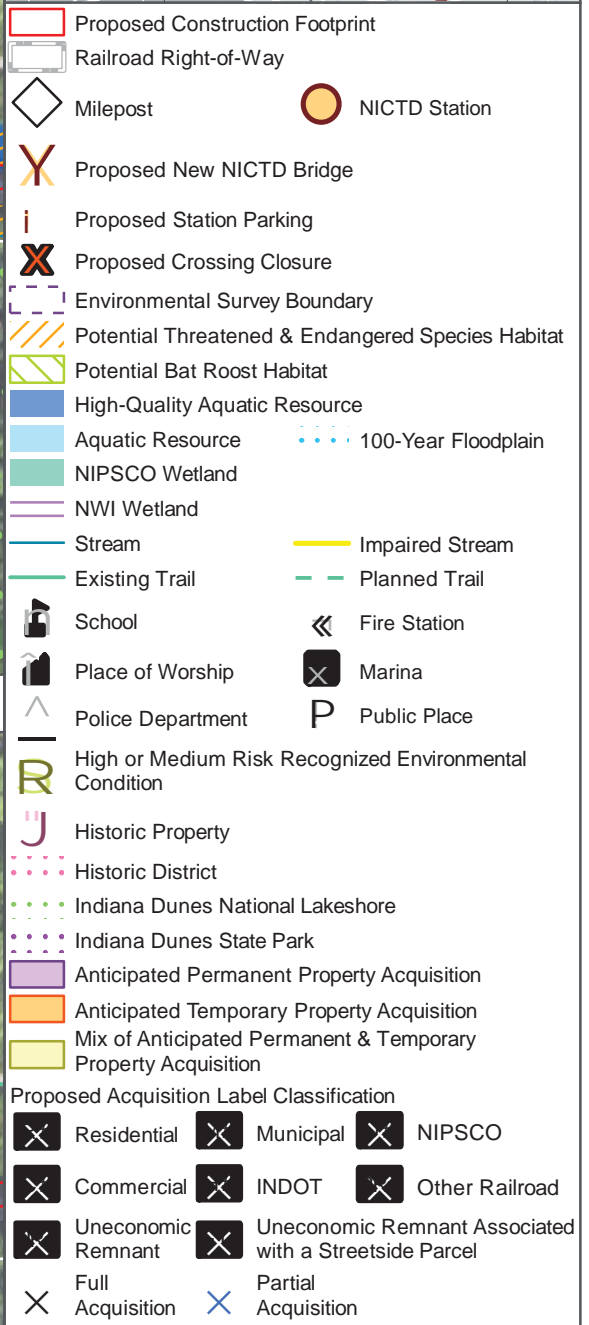 Proposed Construction Footprint
Railroad Right-of-Way
Milepost
NICTD Station
Proposed New NICTD Bridge
Proposed Station Parking
Proposed Crossing Closure
Environmental Survey Boundary
Potential Threatened & Endangered Species Habitat
Potential Bat Roost Habitat
High-Quality Aquatic Resource
Aquatic Resource
100-Year Floodplain
NIPSCO Wetland
NWI Wetland
Stream
Impaired Stream
Existing Trail
Planned Trail
School
Fire Station
Place of Worship
Marina
Police Department
P Public Place
High or Medium Risk Recognized Environmental
Condition
Historic Property
Historic District
Indiana Dunes National Lakeshore
Indiana Dunes State Park
Anticipated Permanent Property Acquisition
Anticipated Temporary Property Acquisition
Mix of Anticipated Permanent & Temporary
Property Acquisition
Proposed Acquisition Label Classification
Residential
Municipal
NIPSCO
Commercial
INDOT
Other Railroad
Uneconomic
Remnant
Uneconomic Remnant Associated
with a Streetside Parcel
Full
Acquisition
Partial
Acquisition